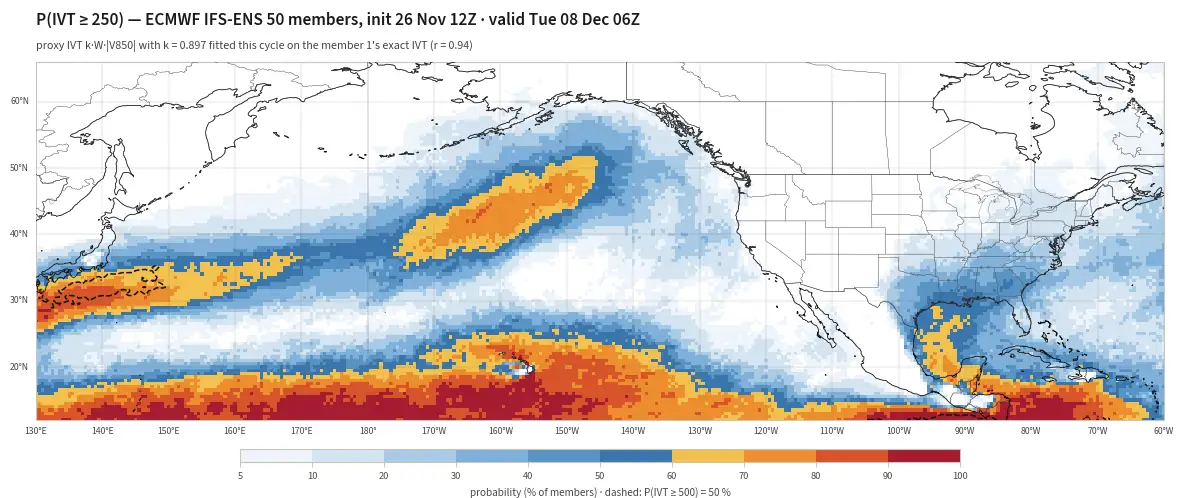 P(IVT ≥ 250) — ECMWF IFS-ENS 50 members, init 26 Nov 12Z · valid Tue 08 Dec 06Z
proxy IVT k·W·|V850| with k = 0.897 fitted this cycle on the member 1's exact IVT (r = 0.94)
60°N
50°N
40°N
30°N
20°N
130°E 140°E 150°E 160°E 170°E 180° 170°W 160°W 150°W 140°W 130°W 120°W 110°W 100°W 90°W 80°W 70°W 60°W
5 10 20 30 40 50 60 70 80 90 100
probability (% of members) · dashed: P(IVT ≥ 500) = 50 %